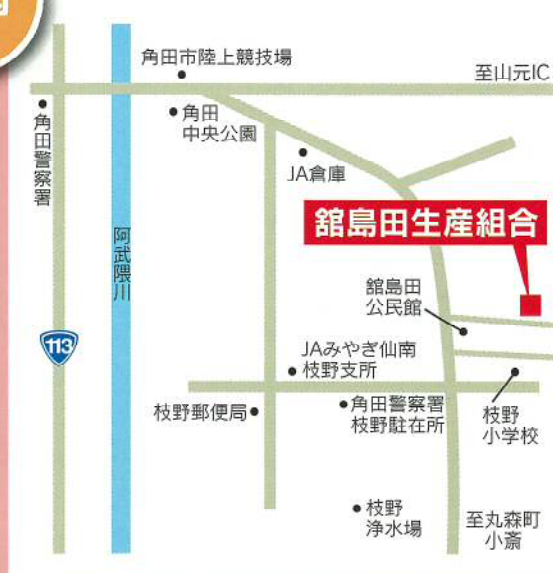 角田市陸上競技場
至山元IC
角田
中央公園
角田警察署
JA倉庫
舘島田生産組合
阿武隈川
舘島田
公民館
113
JAみやぎ仙南
枝野支所
枝野郵便局
角田警察署
枝野駐在所
枝野
小学校
枝野
浄水場
至丸森町
小斎